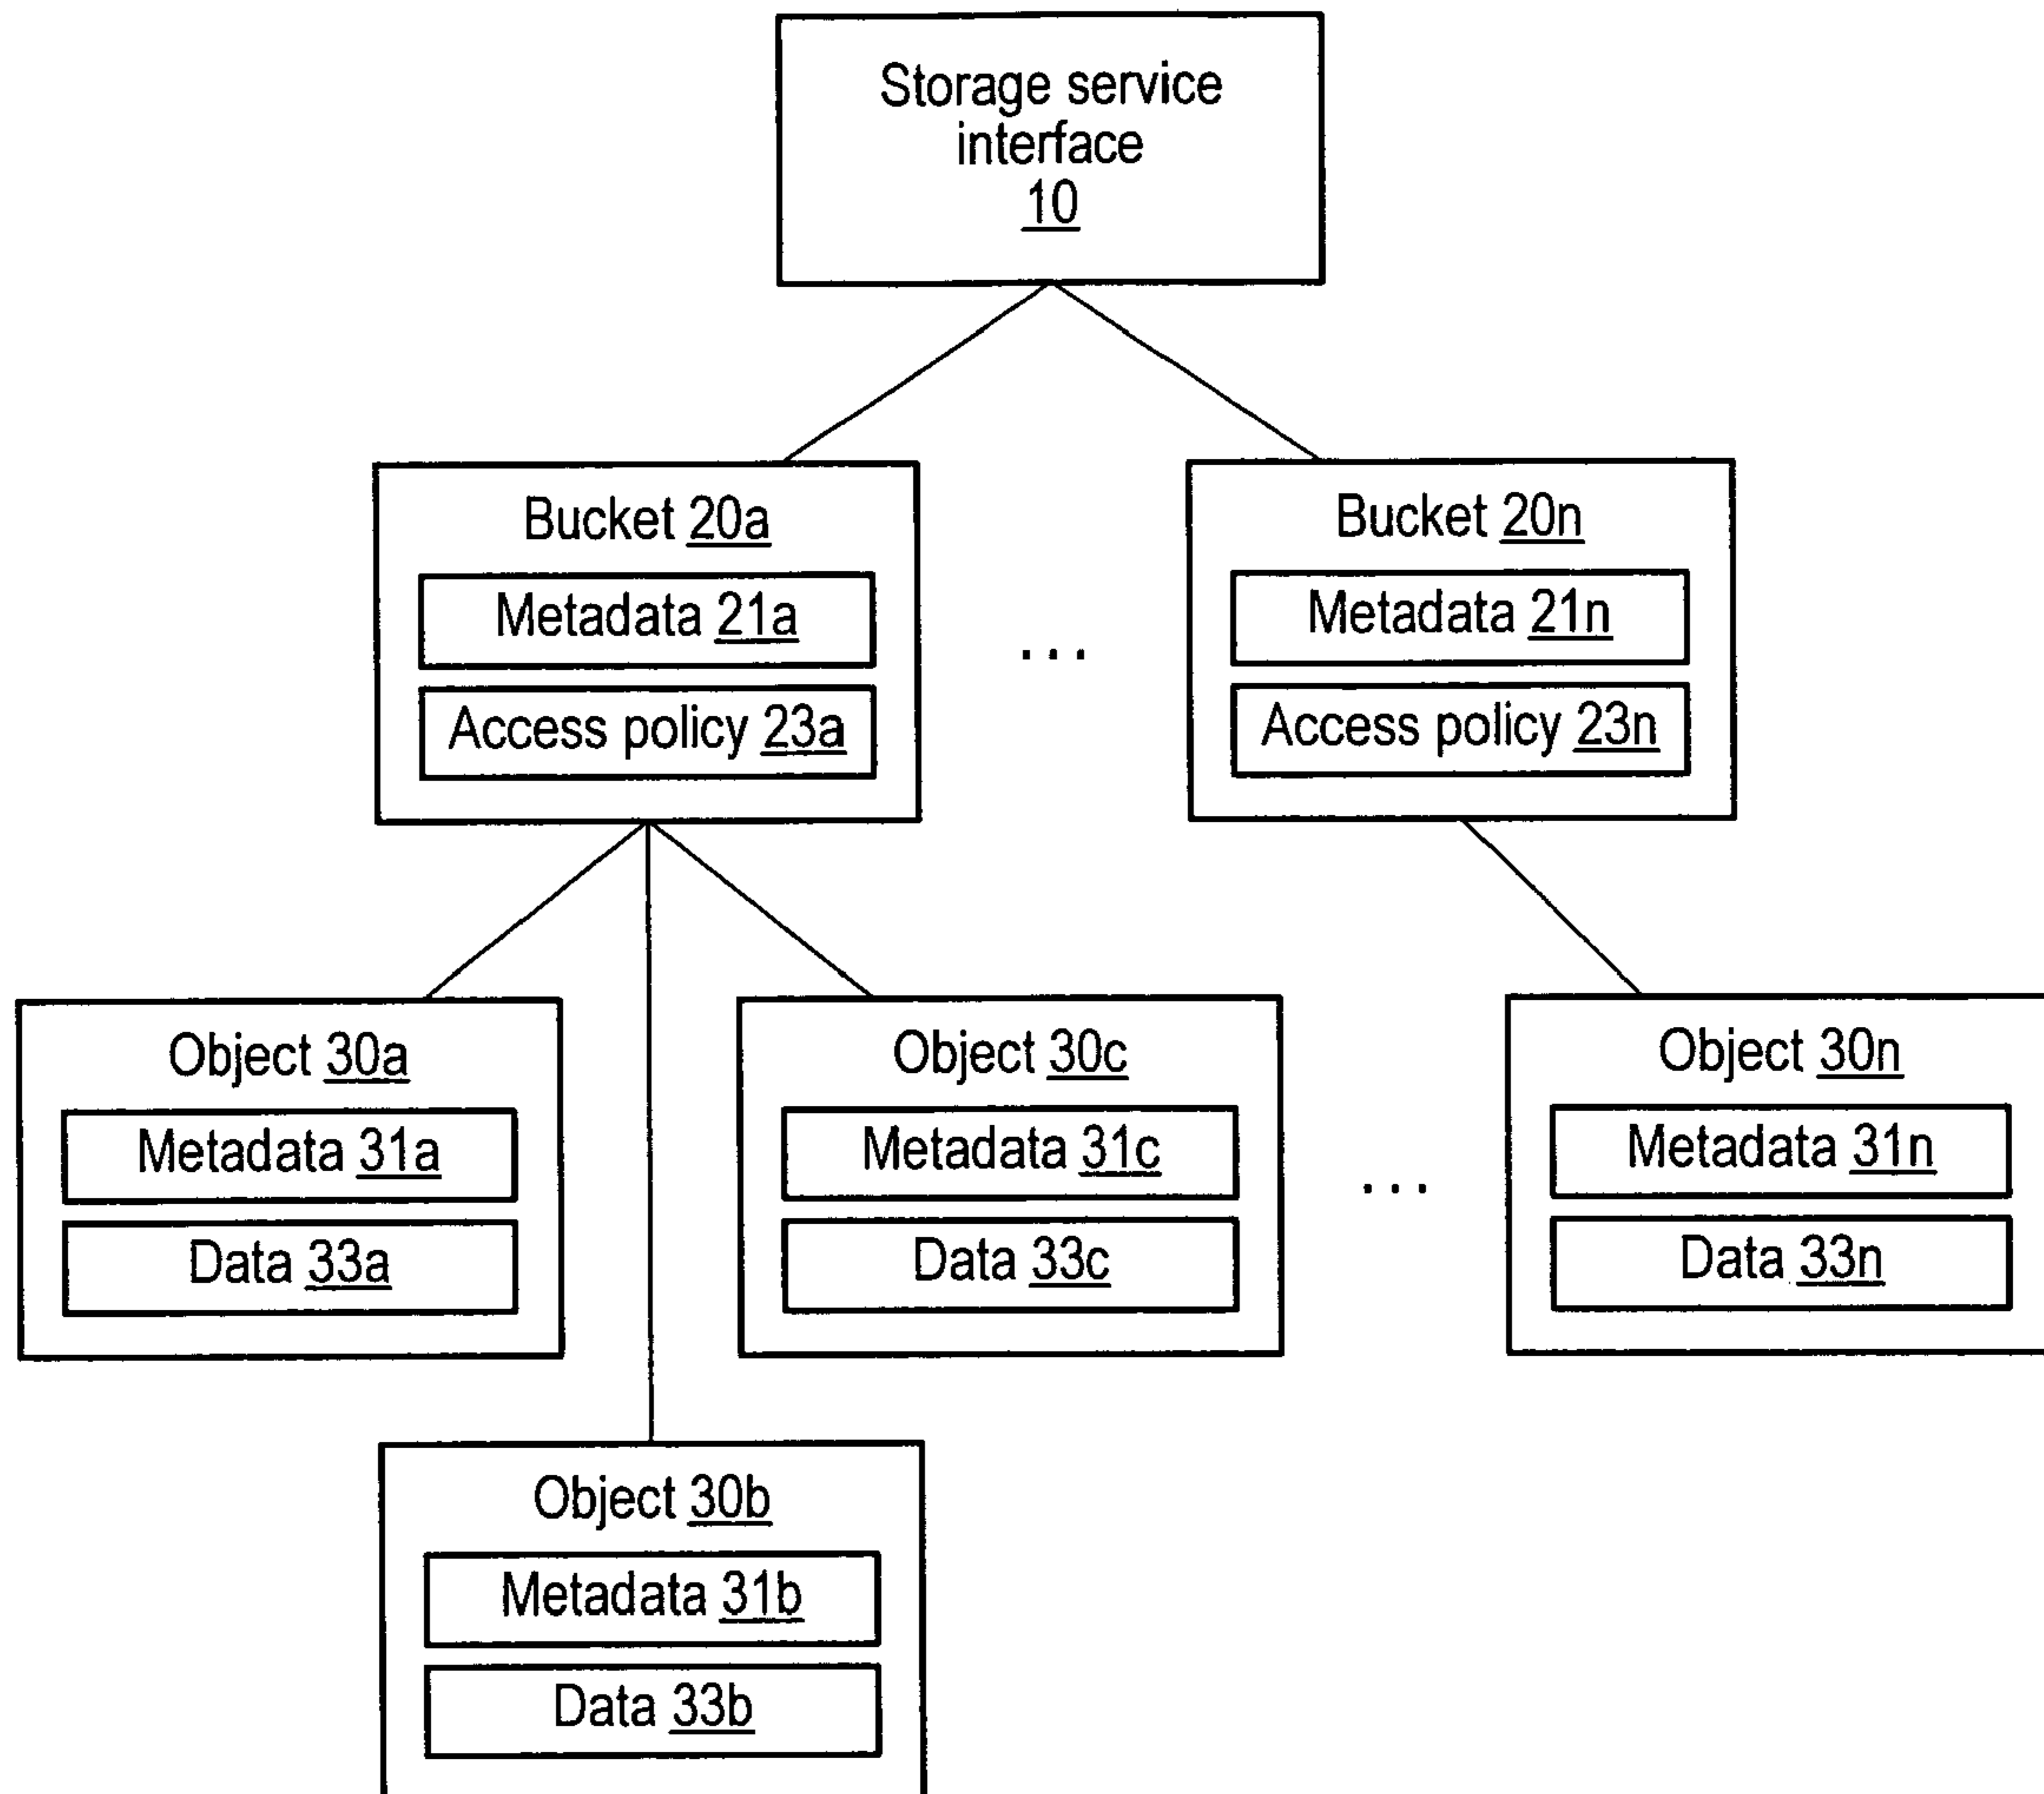 Storage service
interface
10
Bucket 20a
Metadata 21a
Access policy 23a
...
Bucket 20n
Metadata 21n
Access policy 23n
Object 30a
Metadata 31a
Data 33a
Object 30c
Metadata 31c
Data 33c
...
Object 30n
Metadata 31n
Data 33n
Object 30b
Metadata 31b
Data 33b